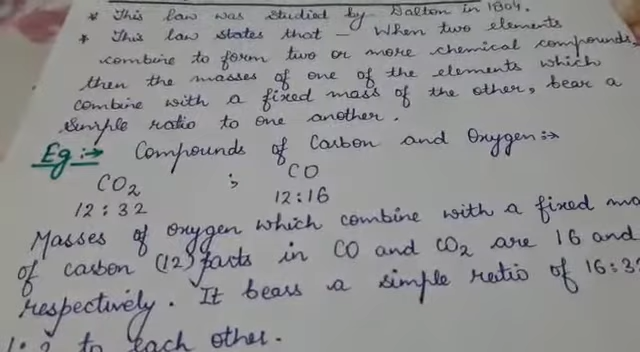 * This law was studied by Dalton in 1804.
* This law states that - When two elements
combine to form two or more chemical compounds,
then the masses of one of the elements which
combine with a fixed mass of the other, bear a
simple ratio to one another.
Eg :→ Compounds of Carbon and Oxygen :→
CO2 ; CO
12:32 12:16
Masses of oxygen which combine with a fixed ma
of carbon (12) parts in CO and CO2 are 16 and
respectively. It bears a simple ratio of 16:3
1:2 to each other.